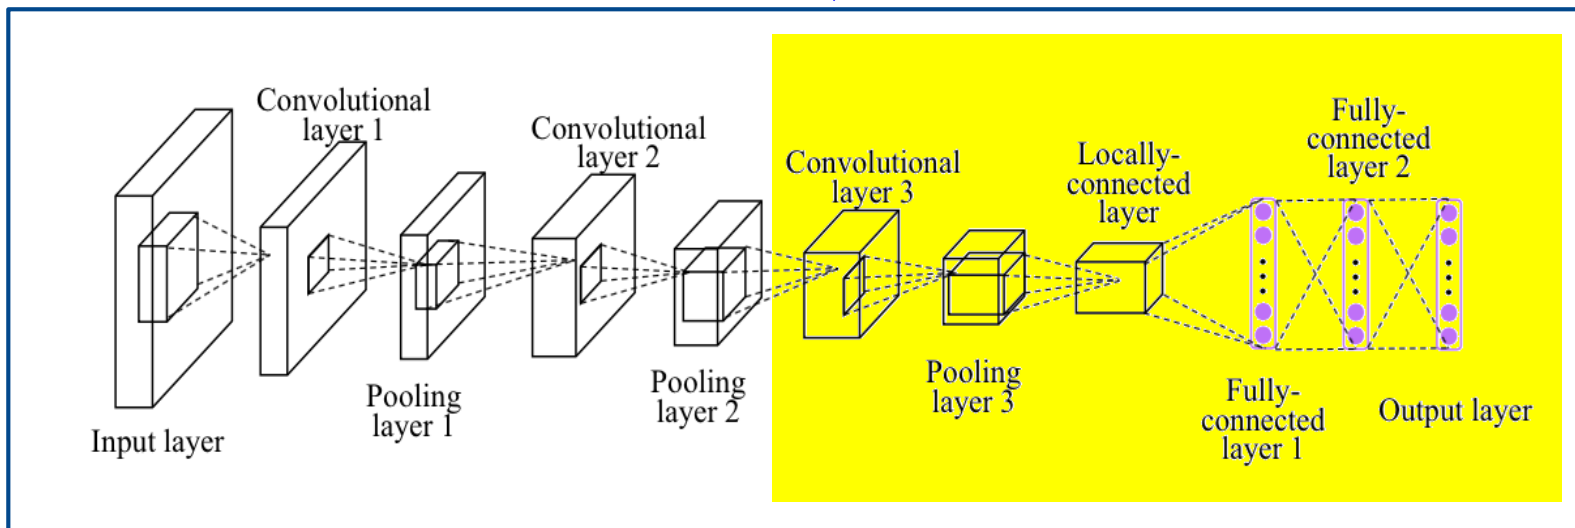 Input layer
Convolutional
layer 1
Pooling
layer 1
Convolutional
layer 2
Pooling
layer 2
Convolutional
layer 3
Pooling
layer 3
Locally-
connected
layer
Fully-
connected
layer 1
Fully-
connected
layer 2
Output layer